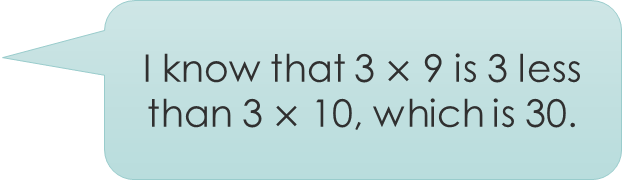 I know that 3 × 9 is 3 less
than 3 × 10, which is 30.